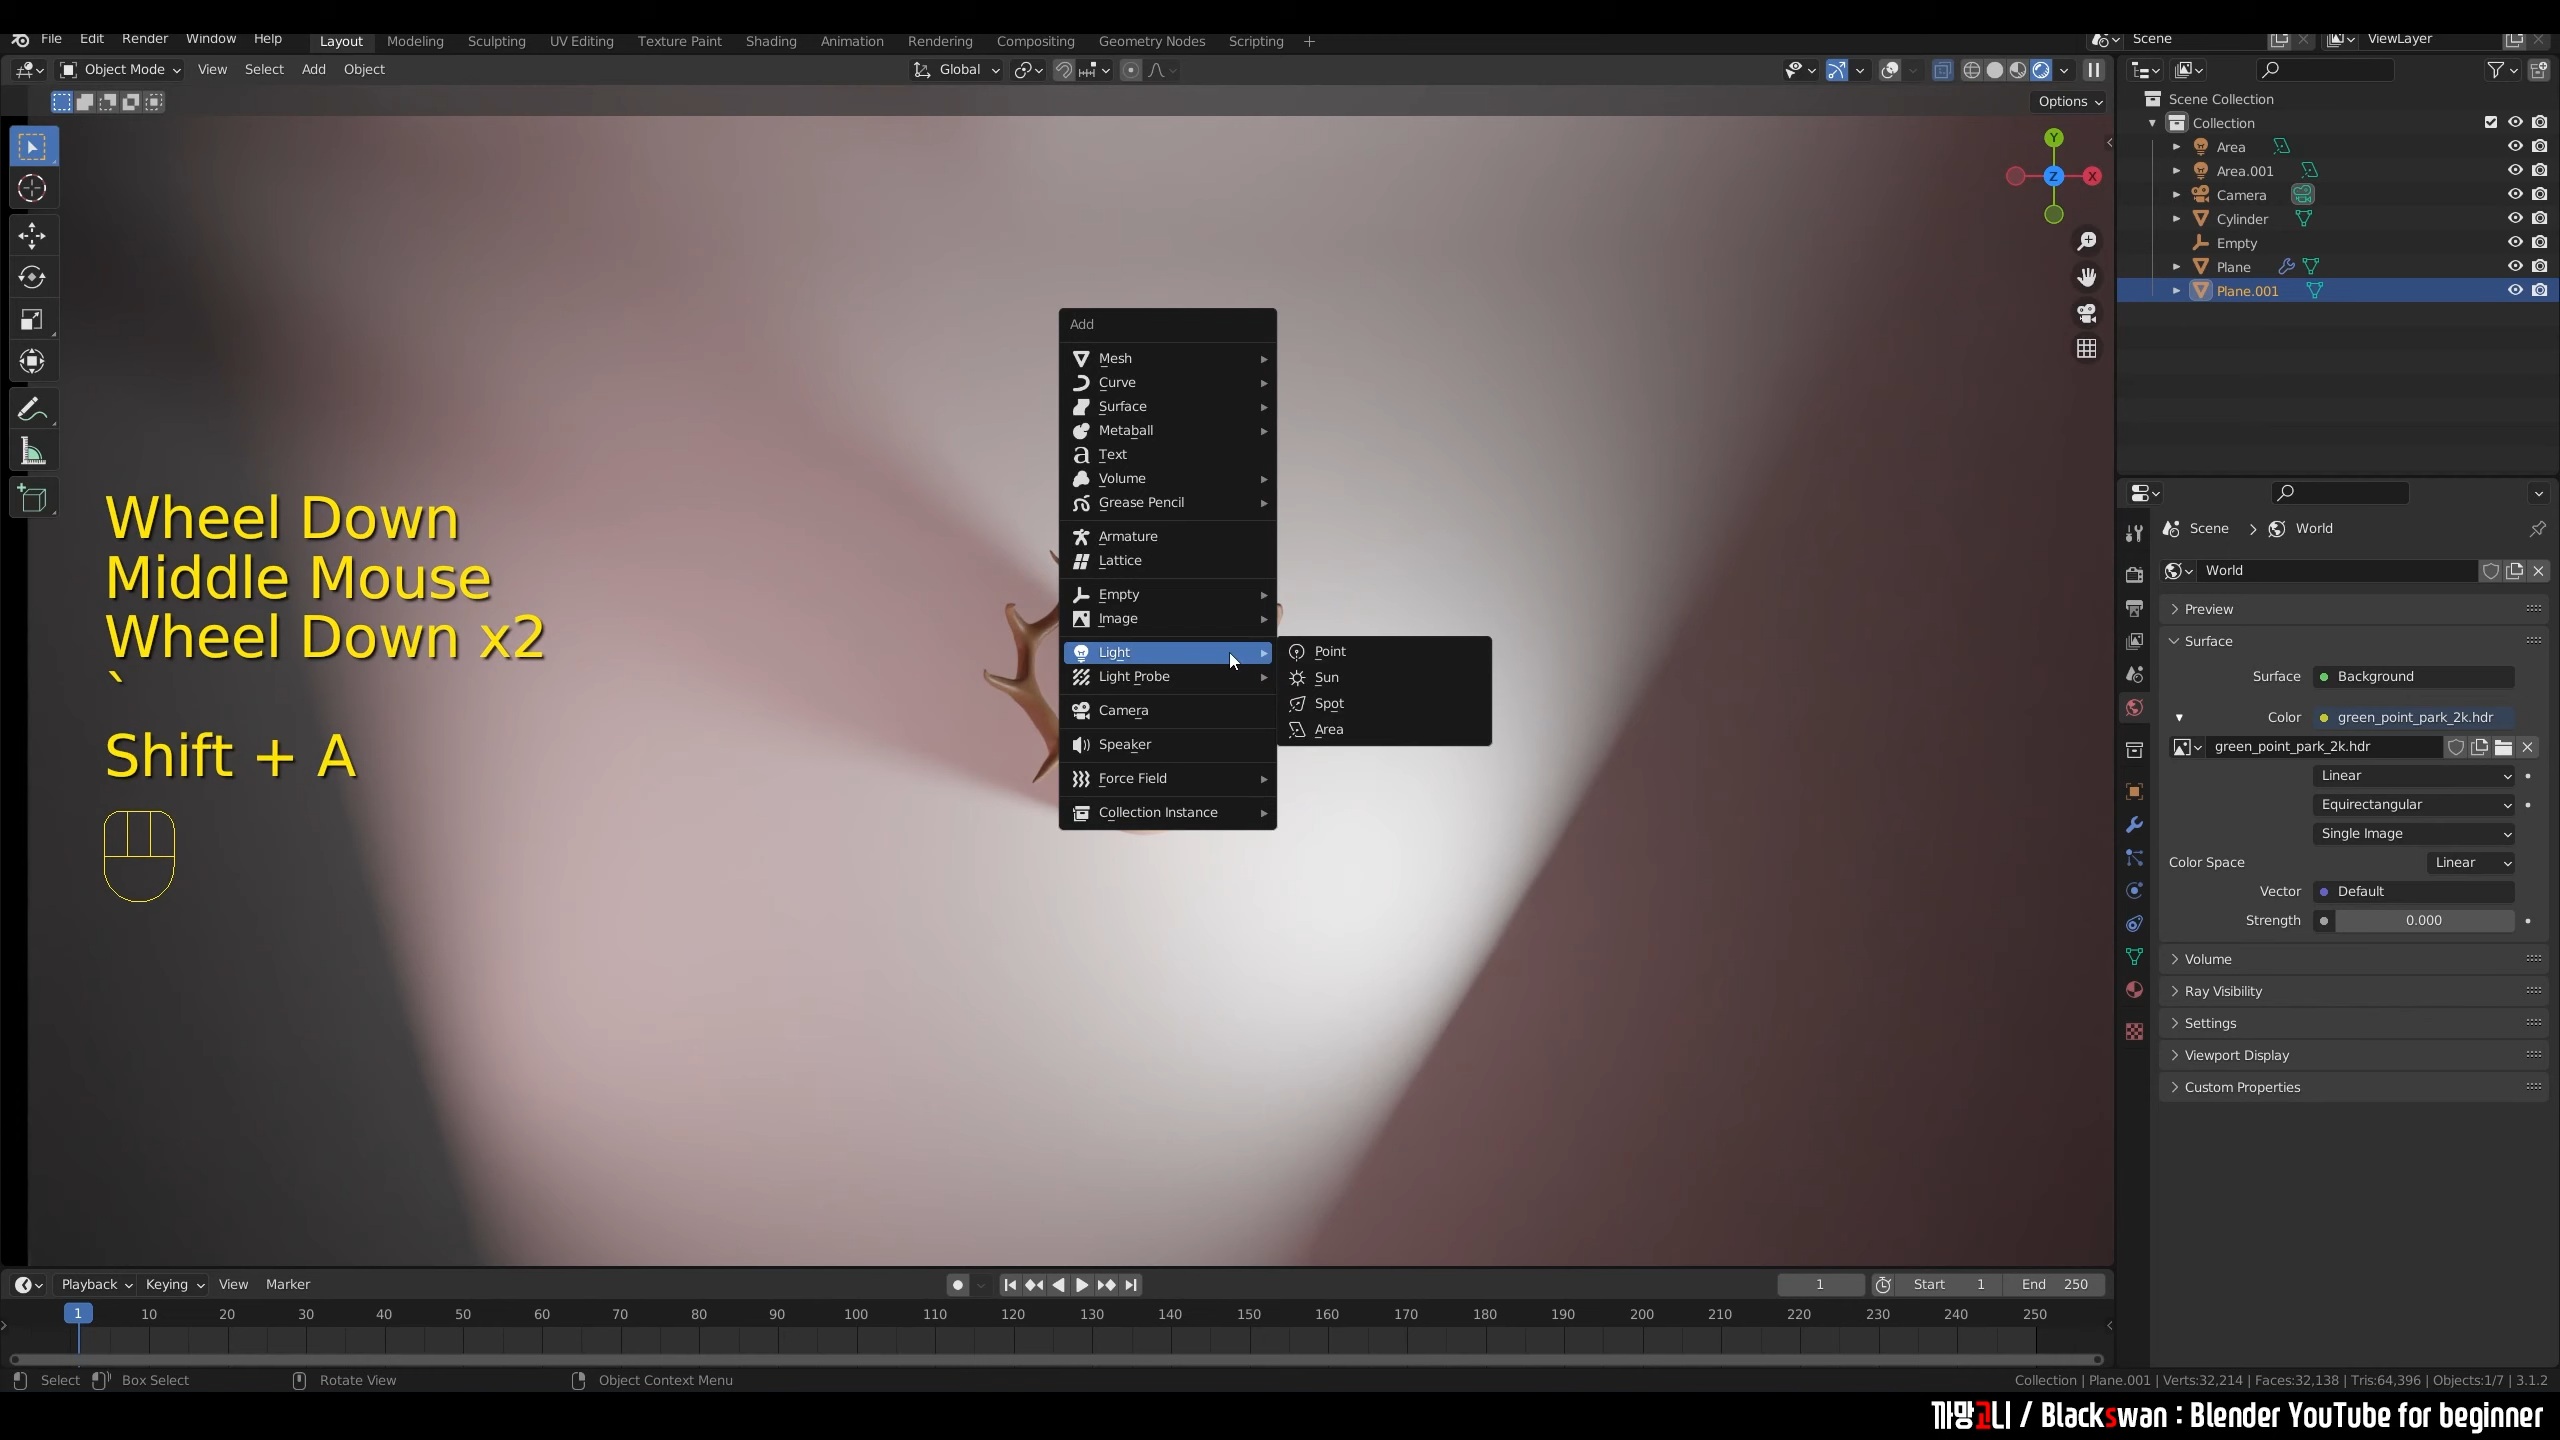 File Edit Render Window Help Layout Modeling Sculpting UV Editing Texture Paint Shading Animation Rendering Compositing Geometry Nodes Scripting + Scene ViewLayer
Object Mode View Select Add Object Global
Options
Y
X
Z
Scene Collection
Collection
Area
Area.001
Camera
Cylinder
Empty
Plane
Plane.001
Add
Mesh
Curve
Surface
Metaball
Text
Volume
Grease Pencil
Armature
Lattice
Empty
Image
Light
Light Probe
Camera
Speaker
Force Field
Collection Instance
Point
Sun
Spot
Area
Wheel Down
Middle Mouse
Wheel Down x2
`
Shift + A
Scene > World
World
Preview
Surface
Surface Background
Color green_point_park_2k.hdr
green_point_park_2k.hdr
Linear
Equirectangular
Single Image
Color Space Linear
Vector Default
Strength 0.000
Volume
Ray Visibility
Settings
Viewport Display
Custom Properties
Playback Keying View Marker 1 Start 1 End 250
1 10 20 30 40 50 60 70 80 90 100 110 120 130 140 150 160 170 180 190 200 210 220 230 240 250
Select Box Select Rotate View Object Context Menu Collection | Plane.001 | Verts:32,214 | Faces:32,138 | Tris:64,396 | Objects:1/7 | 3.1.2
까망고니 / Blackswan : Blender YouTube for beginner